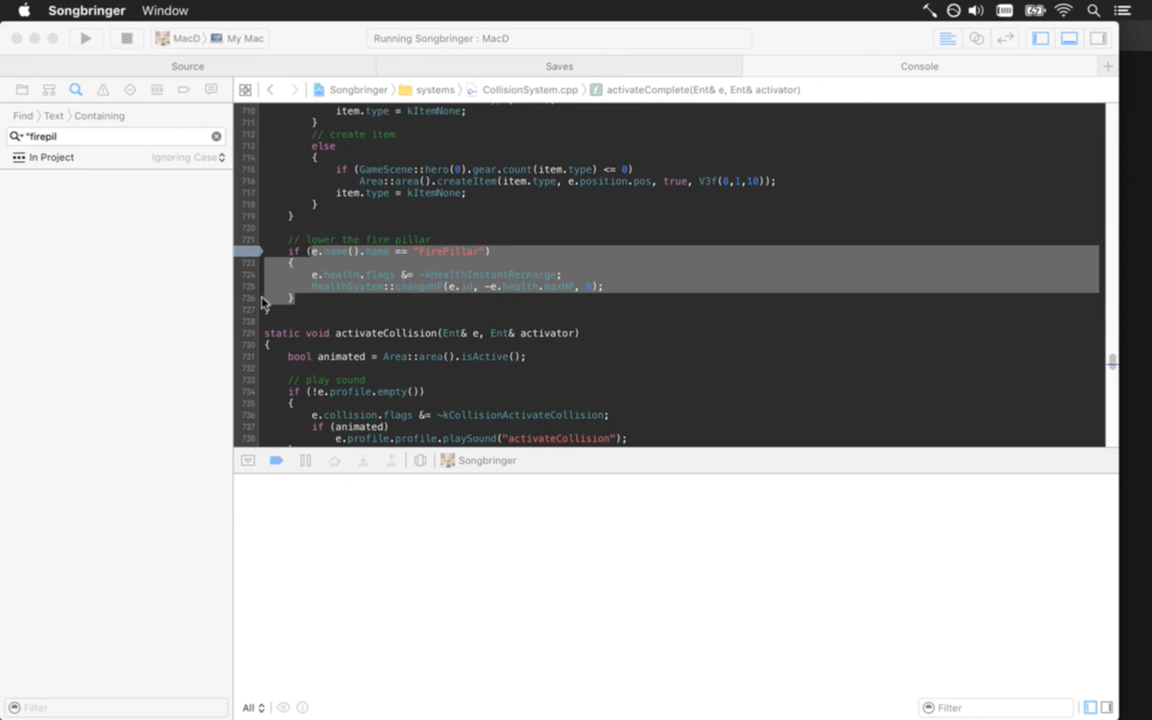 Songbringer Window
MacD 〉 My Mac
Running Songbringer : MacD
Source
Saves
Console
+
Find 〉 Text 〉 Containing
Songbringer 〉 systems 〉 CollisionSystem.cpp 〉 activateComplete(Ent& e, Ent& activator)
"firepil
In Project
Ignoring Case
710
711 item.type = kItemNone;
712 }
// create item
713 else
714 {
715 if (GameScene::hero(0).gear.count(item.type) <= 0)
716 Area::area().createItem(item.type, e.position.pos, true, V3f(0,1,10));
717 item.type = kItemNone;
718 }
719 }
720
721 // lower the fire pillar
if (e.name().name == "FirePillar")
723 {
724 e.health.flags &= ~kHealthInstantRecharge;
725 HealthSystem::changeHP(e.id, -e.health.maxHP, 0);
726 }
727 }
728
729 static void activateCollision(Ent& e, Ent& activator)
730 {
731 bool animated = Area::area().isActive();
732
733 // play sound
734 if (!e.profile.empty())
735 {
736 e.collision.flags &= ~kCollisionActivateCollision;
737 if (animated)
738 e.profile.profile.playSound("activateCollision");
Songbringer
Filter
All
Filter